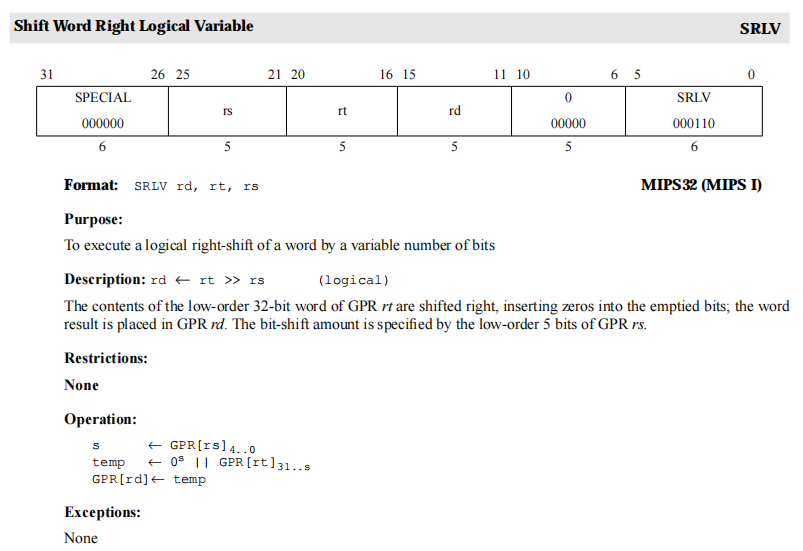 Shift Word Right Logical Variable SRLV
31 26 25 21 20 16 15 11 10 6 5 0
SPECIAL 0 SRLV
rs rt rd
000000 00000 000110
6 5 5 5 5 6
Format: SRLV rd, rt, rs MIPS32 (MIPS I)
Purpose:
To execute a logical right-shift of a word by a variable number of bits
Description: rd ← rt >> rs (logical)
The contents of the low-order 32-bit word of GPR rt are shifted right, inserting zeros into the emptied bits; the word
result is placed in GPR rd. The bit-shift amount is specified by the low-order 5 bits of GPR rs.
Restrictions:
None
Operation:
s ← GPR[rs]4..0
temp ← 0s || GPR[rt]31..s
GPR[rd]← temp
Exceptions:
None